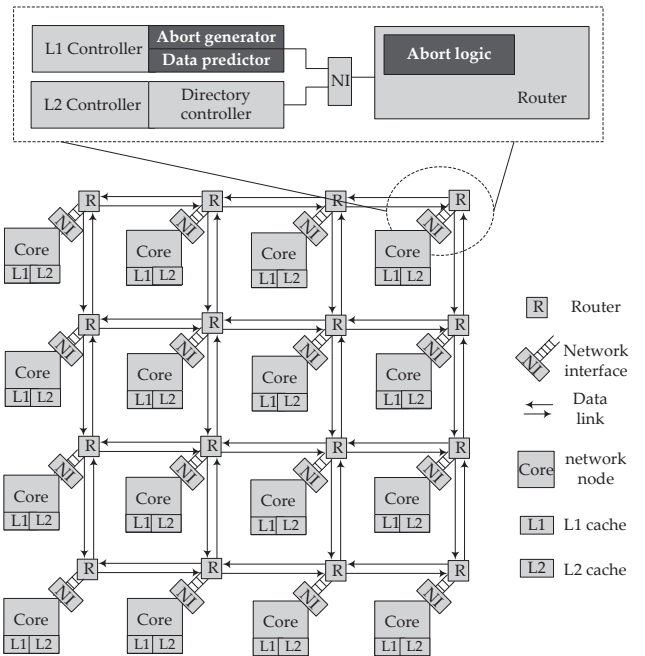 L1 Controller
Abort generator
Data predictor
L2 Controller
Directory
controller
NI
Abort logic
Router
R R R R
NI NI NI NI
Core Core Core Core
L1 L2 L1 L2 L1 L2 L1 L2
R R R R
NI NI NI NI
Core Core Core Core
L1 L2 L1 L2 L1 L2 L1 L2
R R R R
NI NI NI NI
Core Core Core Core
L1 L2 L1 L2 L1 L2 L1 L2
R R R R
NI NI NI NI
Core Core Core Core
L1 L2 L1 L2 L1 L2 L1 L2
R Router
NI Network
interface
Data
link
Core network
node
L1 L1 cache
L2 L2 cache